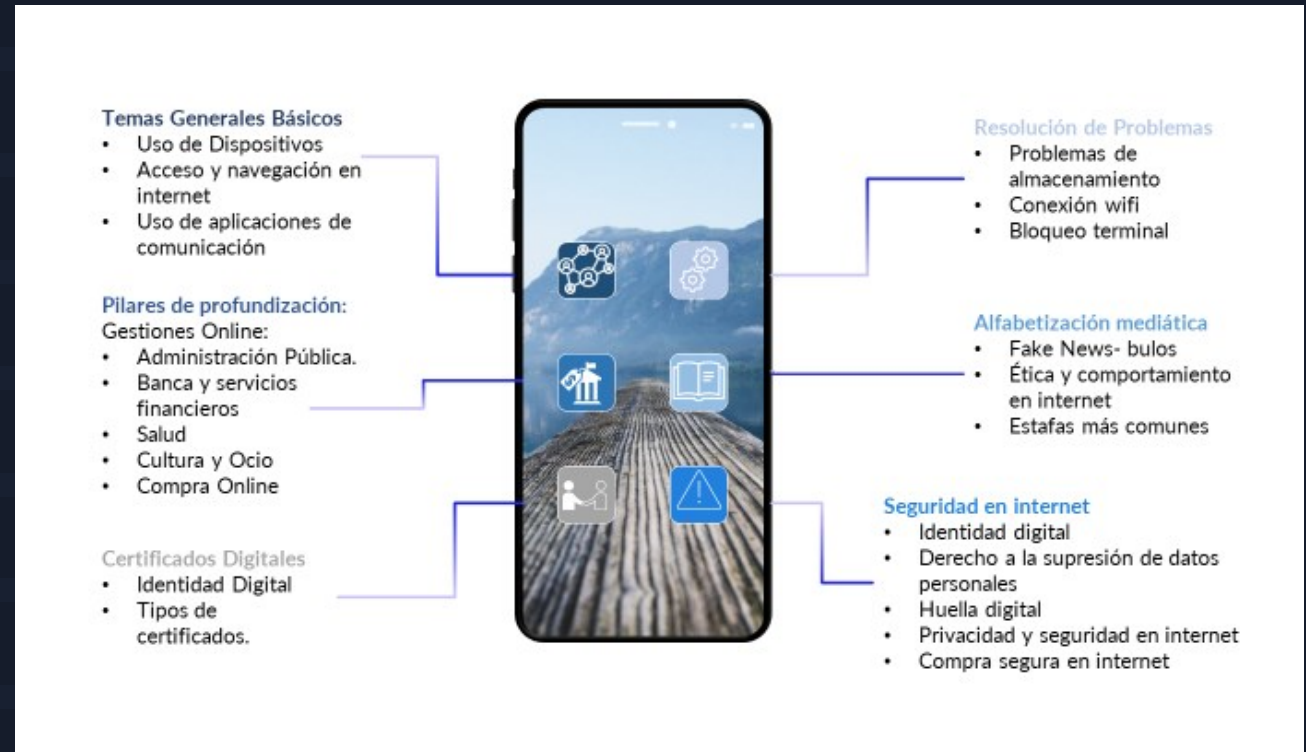 Temas Generales Básicos
• Uso de Dispositivos
• Acceso y navegación en
internet
• Uso de aplicaciones de
comunicación
Pilares de profundización:
Gestiones Online:
• Administración Pública.
• Banca y servicios
financieros
• Salud
• Cultura y Ocio
• Compra Online
Certificados Digitales
• Identidad Digital
• Tipos de
certificados.
Resolución de Problemas
• Problemas de
almacenamiento
• Conexión wifi
• Bloqueo terminal
Alfabetización mediática
• Fake News- bulos
• Ética y comportamiento
en internet
• Estafas más comunes
Seguridad en internet
• Identidad digital
• Derecho a la supresión de datos
personales
• Huella digital
• Privacidad y seguridad en internet
• Compra segura en internet